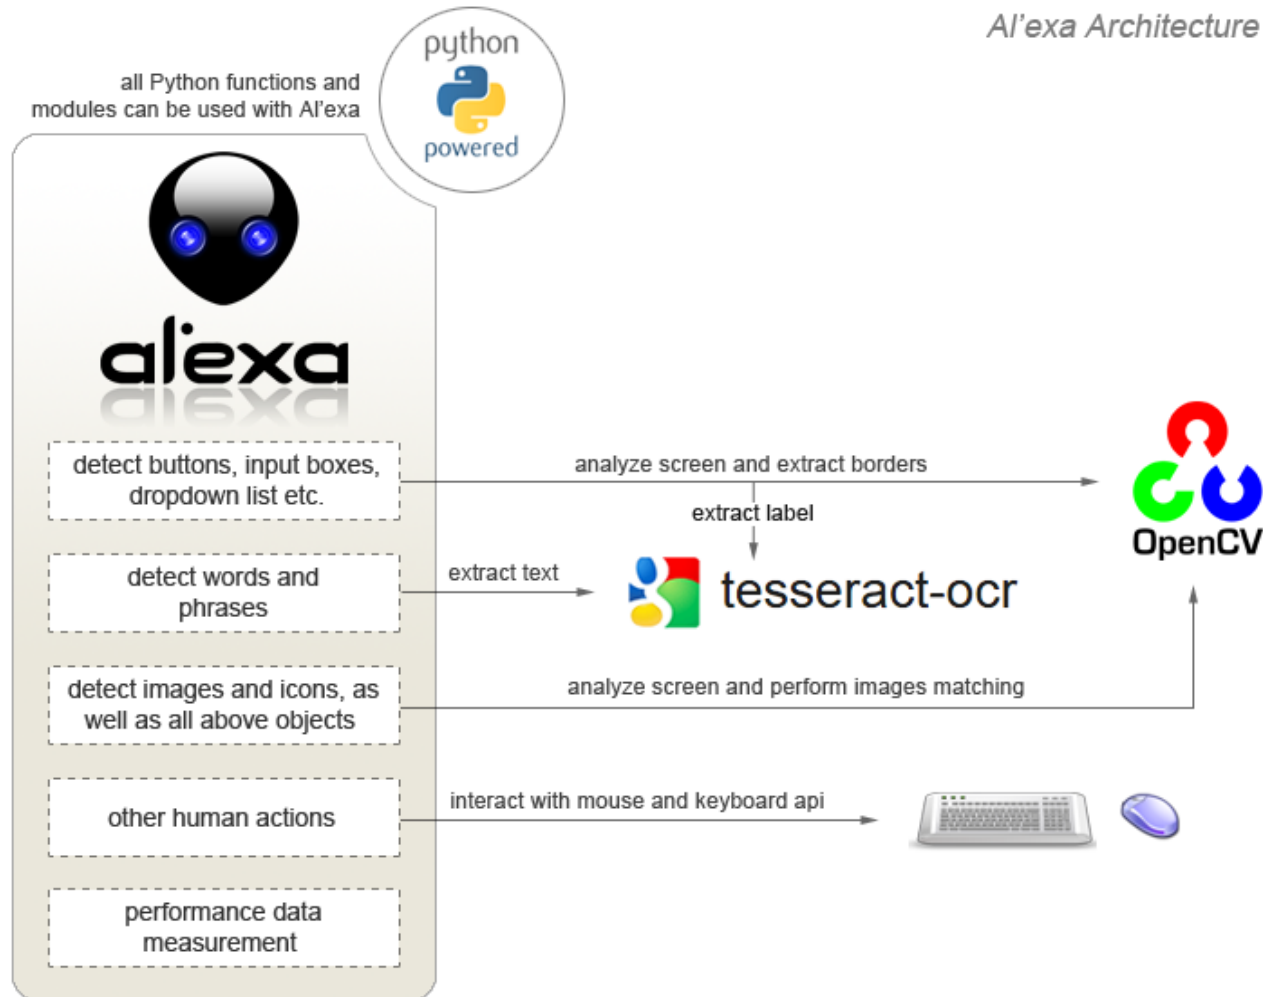 Al'exa Architecture
python
powered
all Python functions and
modules can be used with Al'exa
al'exa
detect buttons, input boxes,
dropdown list etc.
analyze screen and extract borders
extract label
OpenCV
detect words and
phrases
extract text
tesseract-ocr
detect images and icons, as
well as all above objects
analyze screen and perform images matching
other human actions
interact with mouse and keyboard api
performance data
measurement